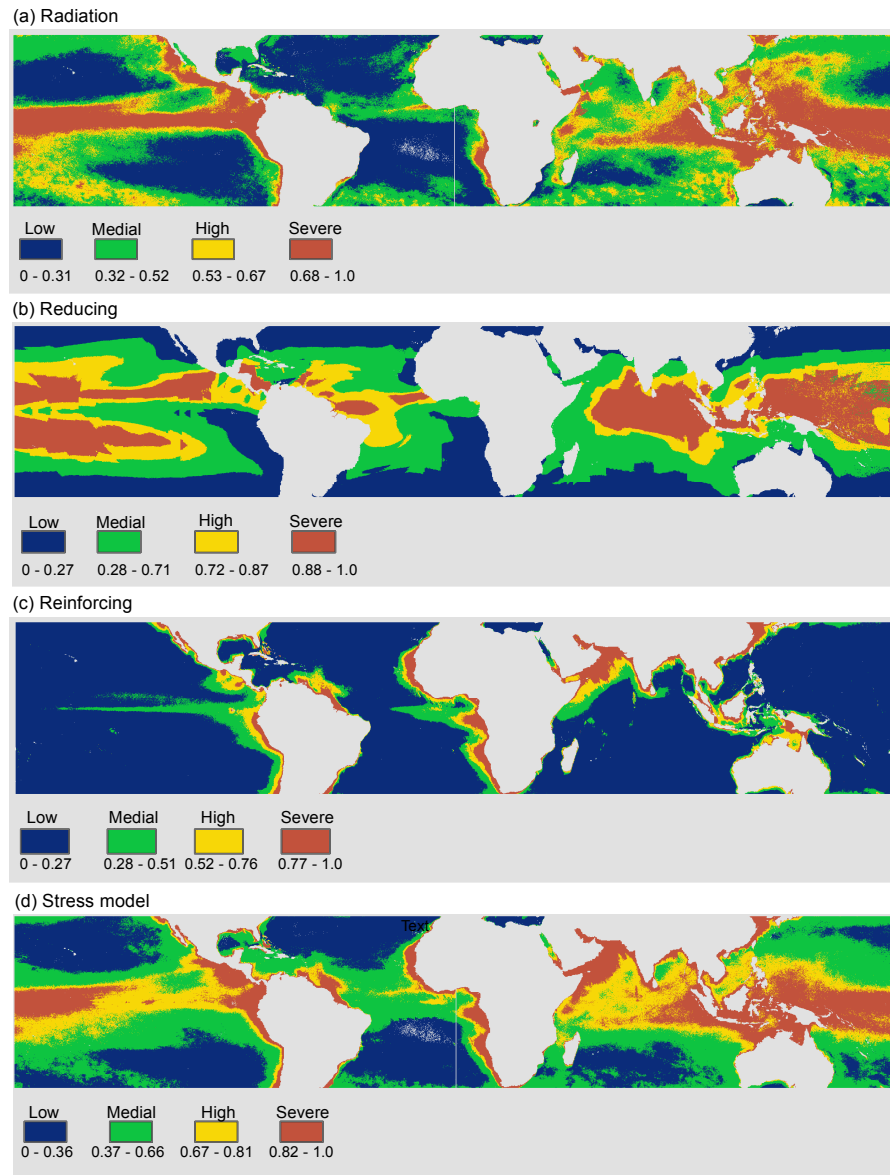 (a) Radiation
Low Medial High Severe
0 - 0.31 0.32 - 0.52 0.53 - 0.67 0.68 - 1.0
(b) Reducing
Low Medial High Severe
0 - 0.27 0.28 - 0.71 0.72 - 0.87 0.88 - 1.0
(c) Reinforcing
Low Medial High Severe
0 - 0.27 0.28 - 0.51 0.52 - 0.76 0.77 - 1.0
(d) Stress model
Text
Low Medial High Severe
0 - 0.36 0.37 - 0.66 0.67 - 0.81 0.82 - 1.0